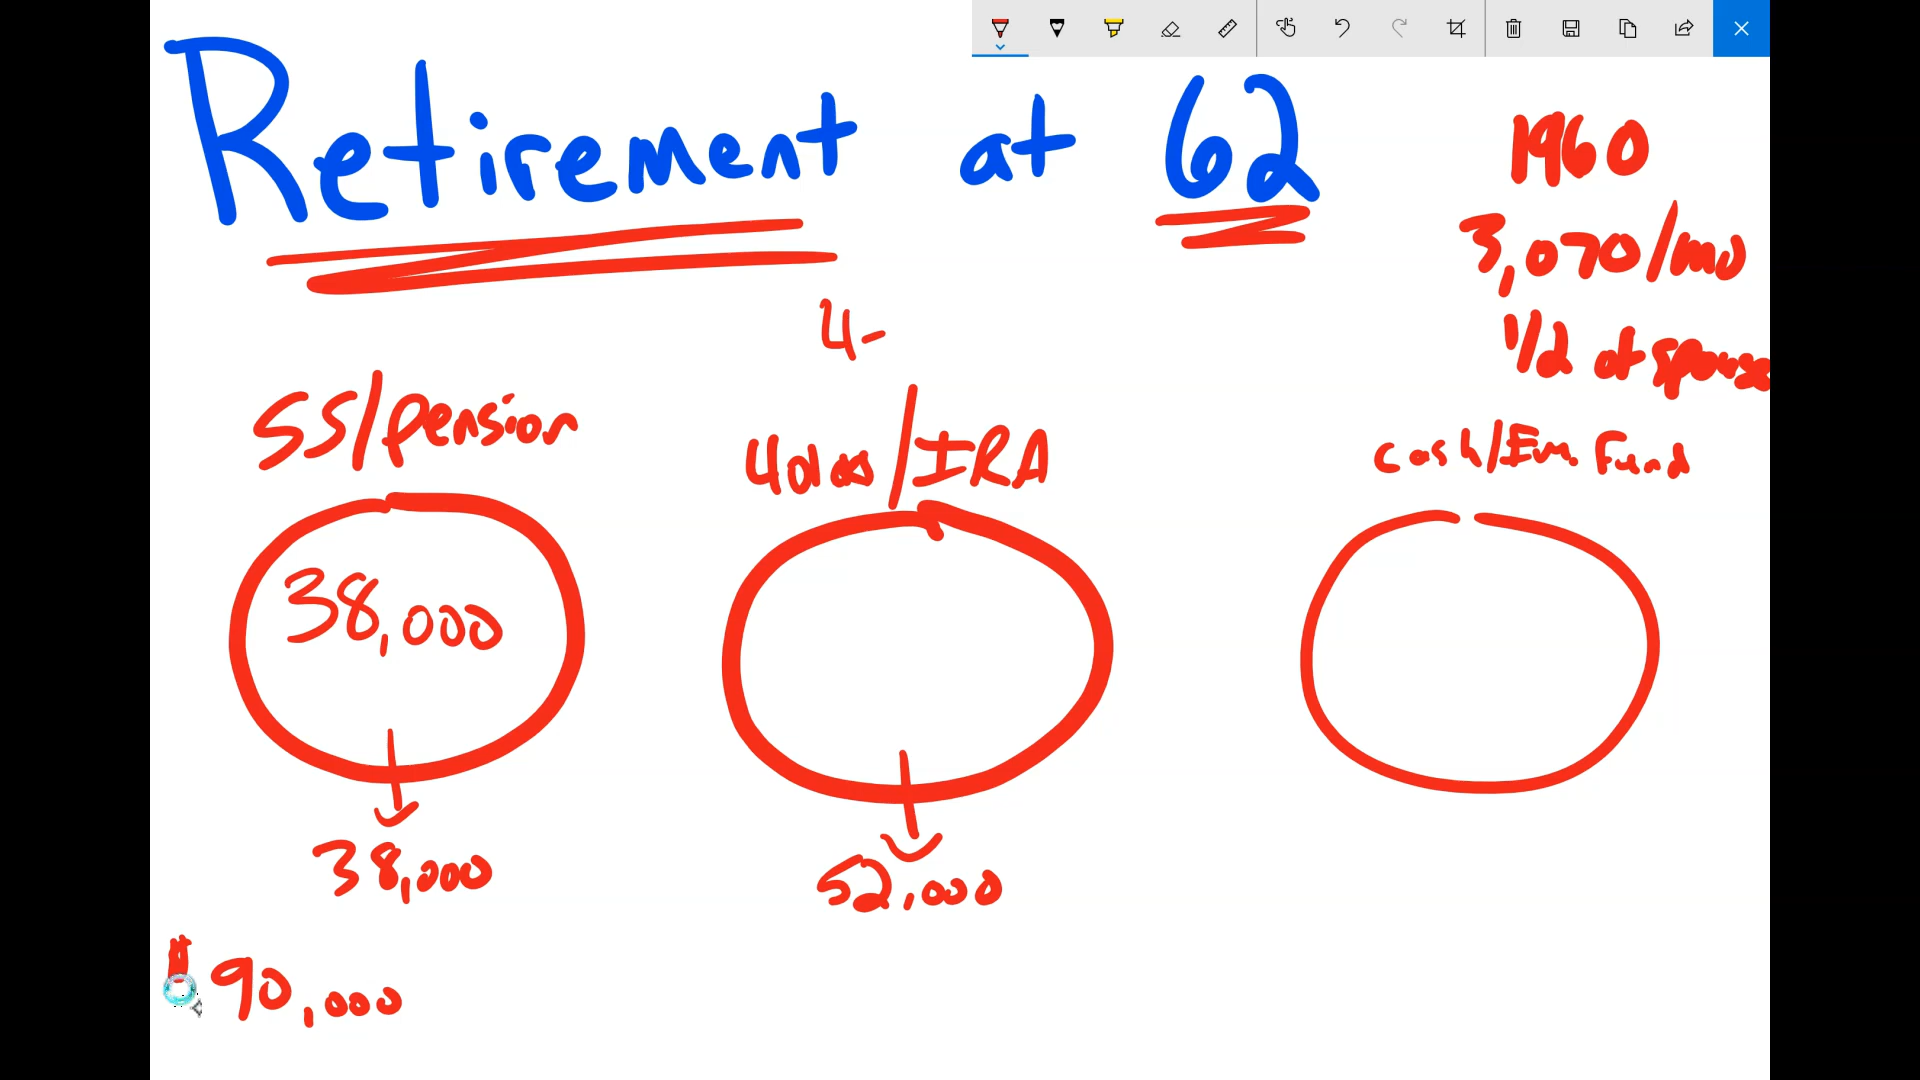 Retirement at 62
1960
3,070/mo
1/2 of spouse
4-
SS/Pension
401ks/IRA
cash/Em. Fund
38,000
38,000
52,000
$90,000